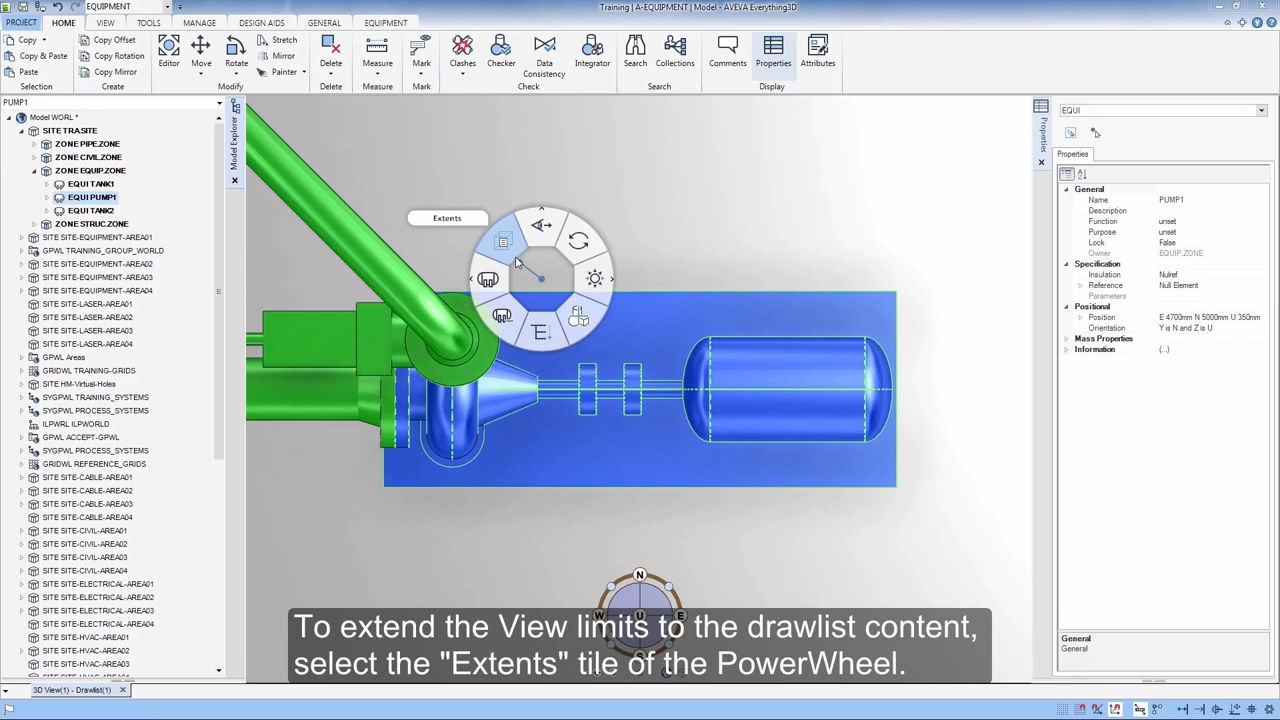 EQUIPMENT
Training | A-EQUIPMENT | Model - AVEVA Everything3D
PROJECT HOME VIEW TOOLS MANAGE DESIGN AIDS GENERAL EQUIPMENT
Copy
Copy & Paste
Paste
Selection
Copy Offset
Copy Rotation
Copy Mirror
Create
Editor
Move
Rotate
Stretch
Mirror
Painter
Modify
Delete
Delete
Measure
Measure
Mark
Mark
Clashes
Checker
Data
Consistency
Integrator
Check
Search
Collections
Search
Comments
Properties
Attributes
Display
PUMP1
Model WORL *
SITE TRASITE
ZONE PIPE.ZONE
ZONE CIVIL.ZONE
ZONE EQUIP.ZONE
EQUI TANK1
EQUI PUMP1
EQUI TANK2
ZONE STRUC.ZONE
SITE SITE-EQUIPMENT-AREA01
GPWL TRAINING_GROUP_WORLD
SITE SITE-EQUIPMENT-AREA02
SITE SITE-EQUIPMENT-AREA03
SITE SITE-EQUIPMENT-AREA04
SITE SITE-LASER-AREA01
SITE SITE-LASER-AREA02
SITE SITE-LASER-AREA03
SITE SITE-LASER-AREA04
GPWL Areas
GRIDWL TRAINING-GRIDS
SITE HM-Virtual-Holes
SYGPWL TRAINING_SYSTEMS
SYGPWL PROCESS_SYSTEMS
ILPWRL ILPWORLD
GPWL ACCEPT-GPWL
SYGPWL PROCESS_SYSTEMS
GRIDWL REFERENCE_GRIDS
SITE SITE-CABLE-AREA01
SITE SITE-CABLE-AREA02
SITE SITE-CABLE-AREA03
SITE SITE-CABLE-AREA04
SITE SITE-CIVIL-AREA01
SITE SITE-CIVIL-AREA02
SITE SITE-CIVIL-AREA03
SITE SITE-CIVIL-AREA04
SITE SITE-ELECTRICAL-AREA01
SITE SITE-ELECTRICAL-AREA02
SITE SITE-ELECTRICAL-AREA03
SITE SITE-ELECTRICAL-AREA04
SITE SITE-HVAC-AREA01
SITE SITE-HVAC-AREA02
SITE SITE-HVAC-AREA03
Model Explorer
Extents
N
W U E
To extend the View limits to the drawlist content,
select the "Extents" tile of the PowerWheel.
Properties
EQUI
Properties
General
Name PUMP1
Description
Function unset
Purpose unset
Lock False
Owner EQUIP.ZONE
Specification
Insulation Nulref
Reference Null Element
Parameters
Positional
Position E 4700mm N 5000mm U 350mm
Orientation Y is N and Z is U
Mass Properties
Information (...)
General
General
3D View(1) - Drawlist(1)